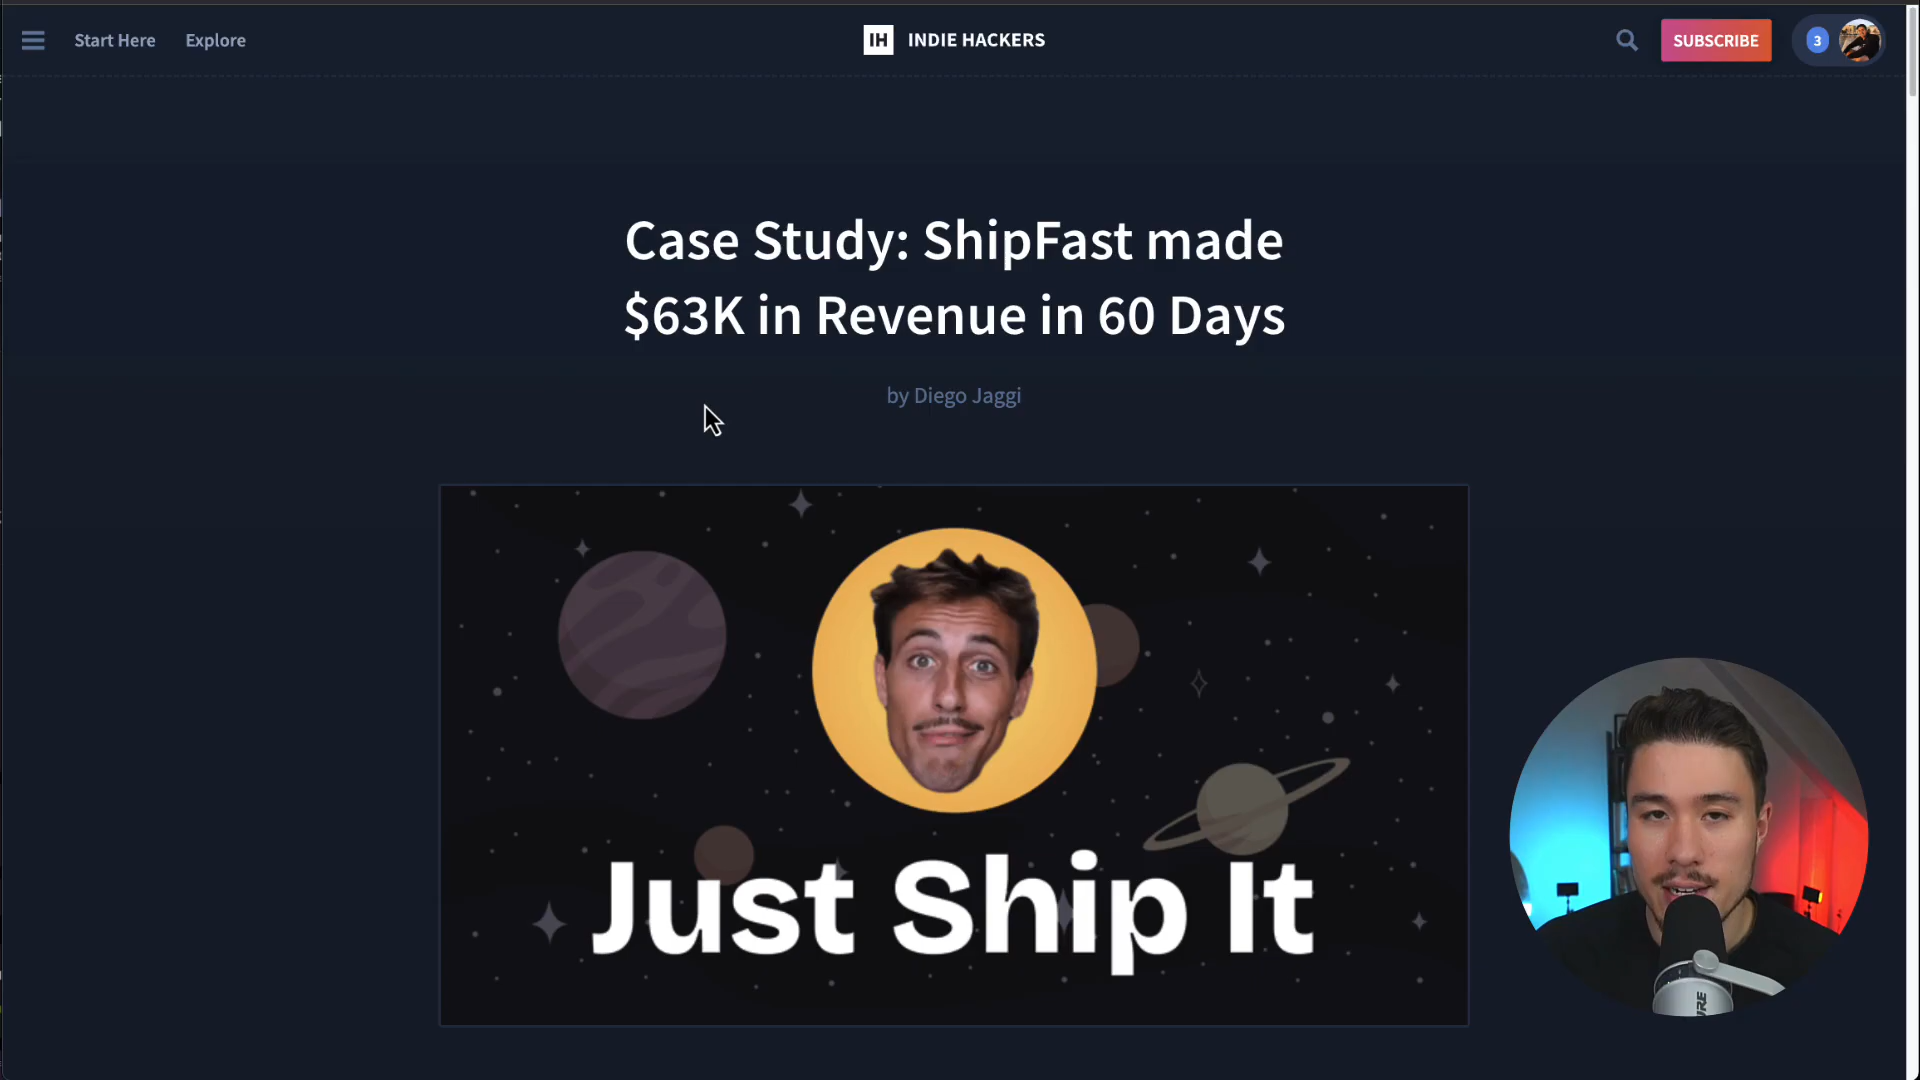 Start Here
Explore
IH
INDIE HACKERS
SUBSCRIBE
3
Case Study: ShipFast made
$63K in Revenue in 60 Days
by Diego Jaggi
Just Ship It